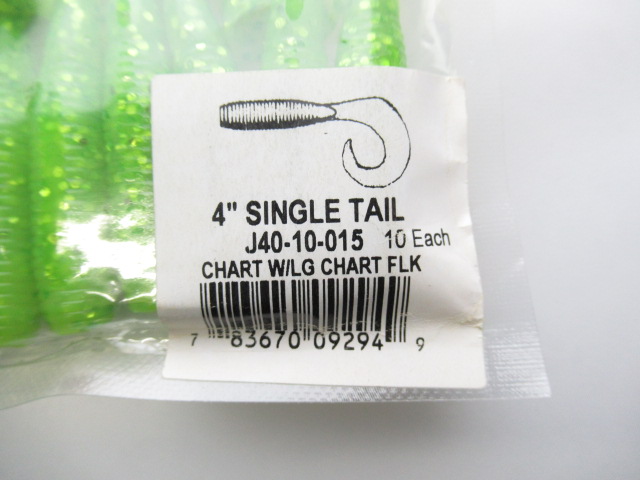 4" SINGLE TAIL
J40-10-015 10 Each
CHART W/LG CHART FLK
7 83670 09294 9